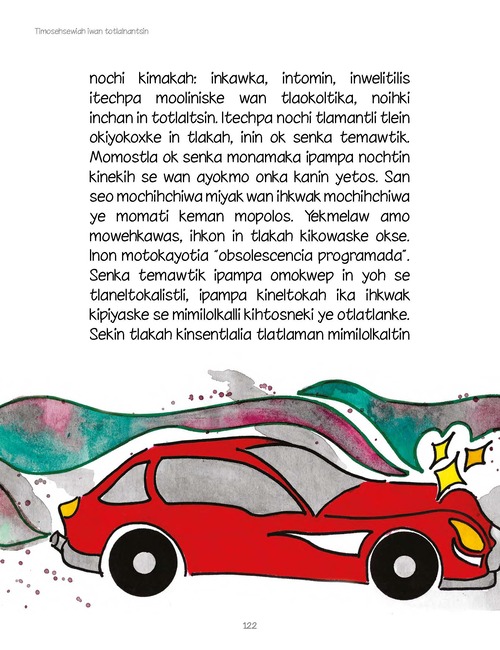 Timosehsewiah iwan totlalnantsin
nochi kimakah: inkawka, intomin, inwelitilis
itechpa mooliniske wan tlaokoltika, noihki
inchan in totlaltsin. Itechpa nochi tlamantli tlein
okiyokoxke in tlakah, inin ok senka temawtik.
Momostla ok senka monamaka ipampa nochtin
kinekih se wan ayokmo onka kanin yetos. San
seo mochihchiwa miyak wan ihkwak mochihchiwa
ye momati keman mopolos. Yekmelaw amo
mowehkawas, ihkon in tlakah kikowaske okse.
Inon motokayotia “obsolescencia programada”.
Senka temawtik ipampa omokwep in yoh se
tlaneltokalistli, ipampa kineltokah ika ihkwak
kipiyaske se mimilolkalli kihtosneki ye otlatlanke.
Sekin tlakah kinsentlalia tlatlaman mimilolkaltin
122